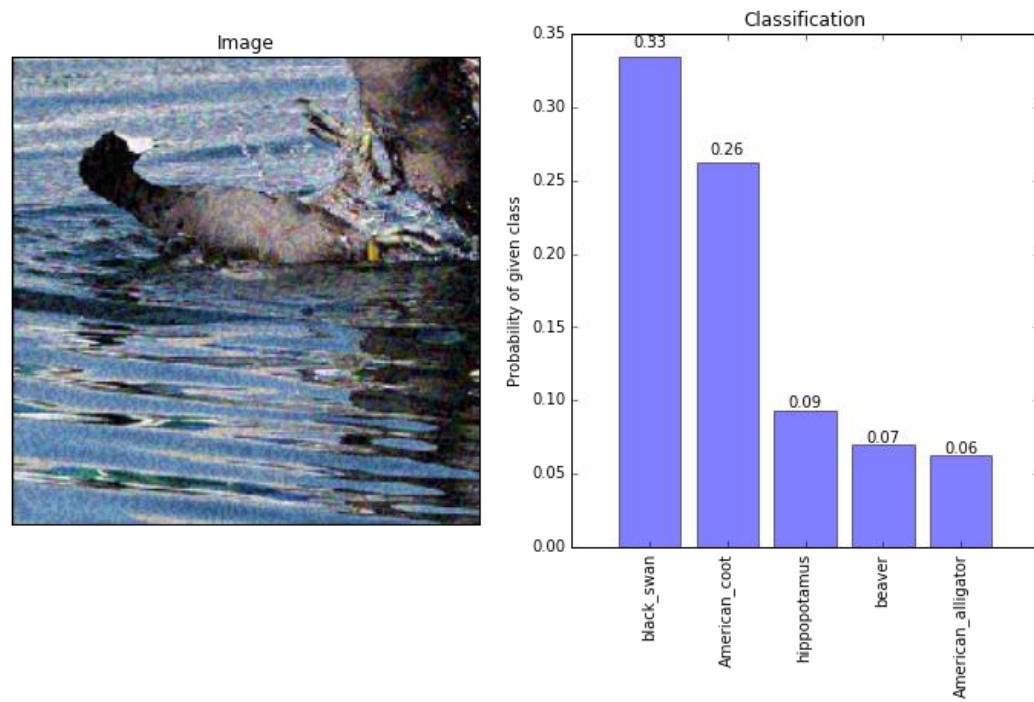 Image
Classification
Probability of given class
0.35
0.30
0.25
0.20
0.15
0.10
0.05
0.00
0.33
0.26
0.09
0.07
0.06
black_swan
American_coot
hippopotamus
beaver
American_alligator